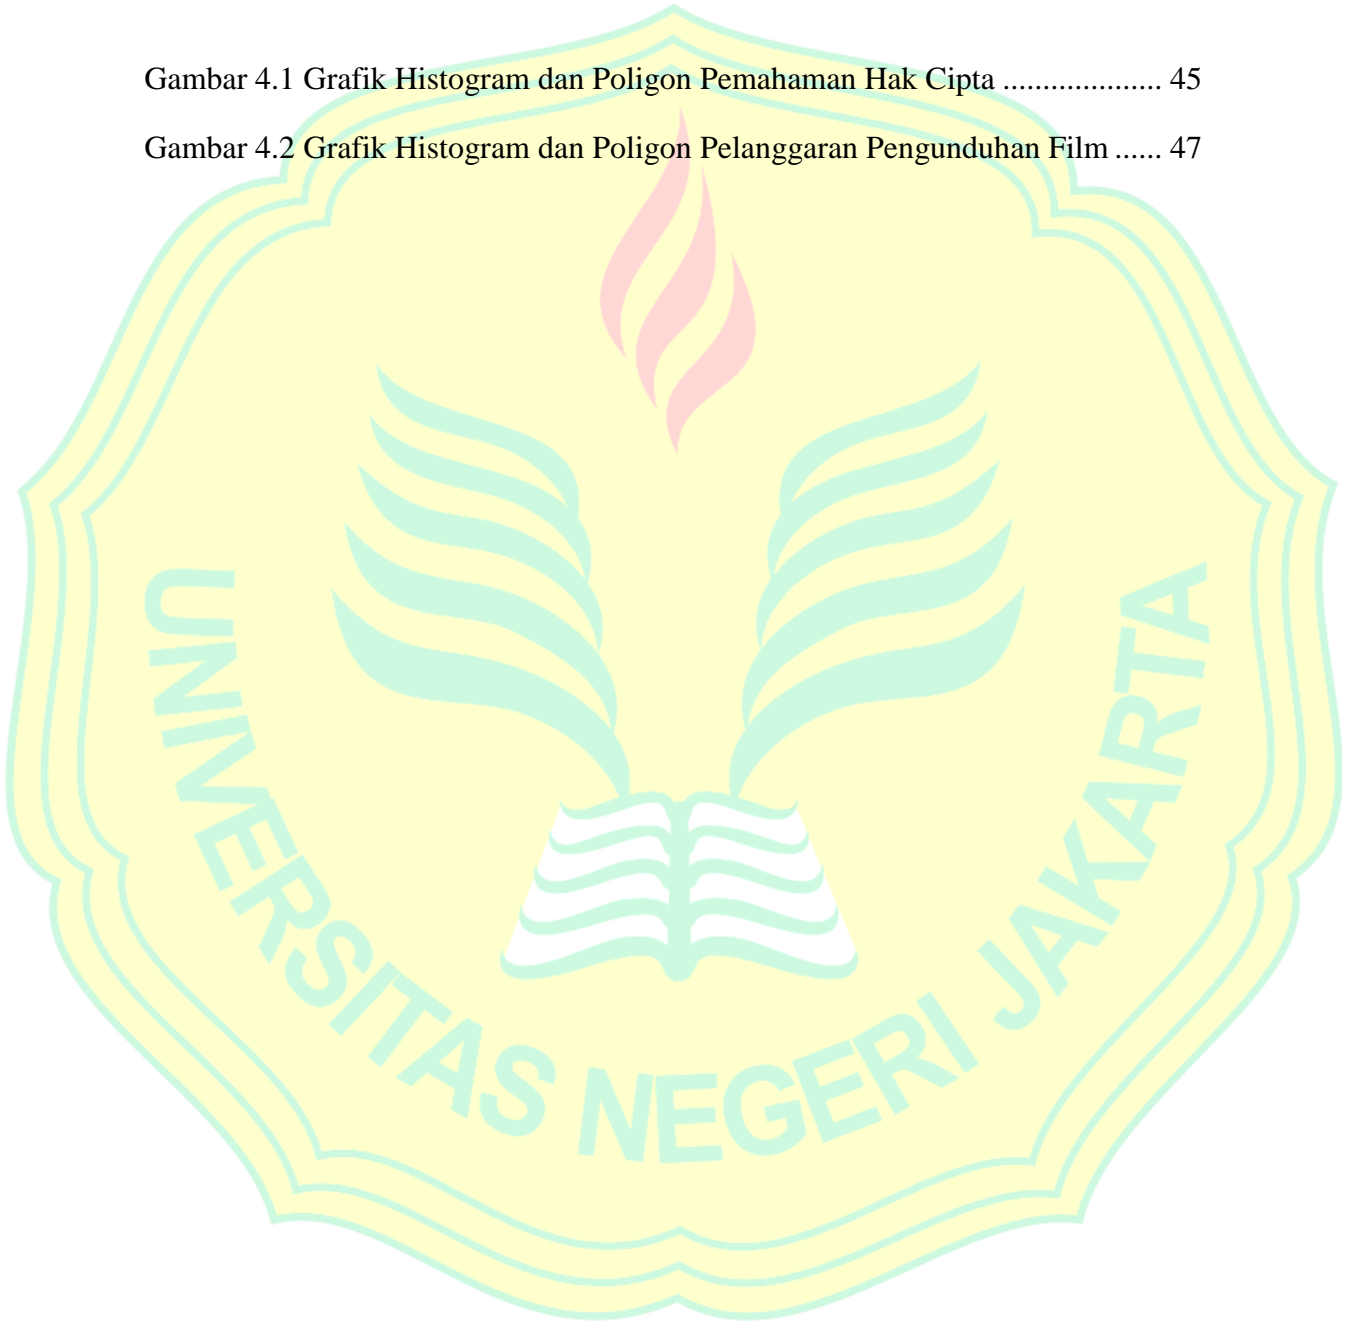 Gambar 4.1 Grafik Histogram dan Poligon Pemahaman Hak Cipta .................... 45
Gambar 4.2 Grafik Histogram dan Poligon Pelanggaran Pengunduhan Film ...... 47
UNIVERSITAS NEGERI JAKARTA